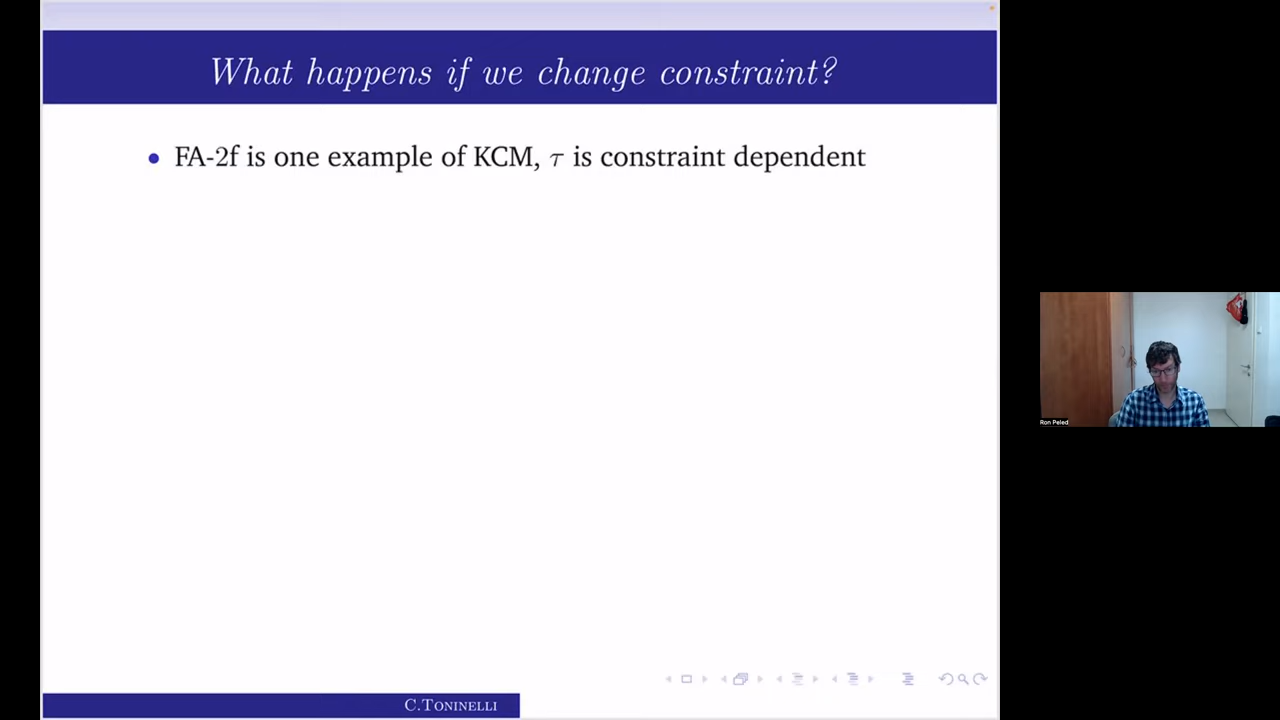 What happens if we change constraint?
• FA-2f is one example of KCM, τ is constraint dependent
Ron Peled
C.Toninelli